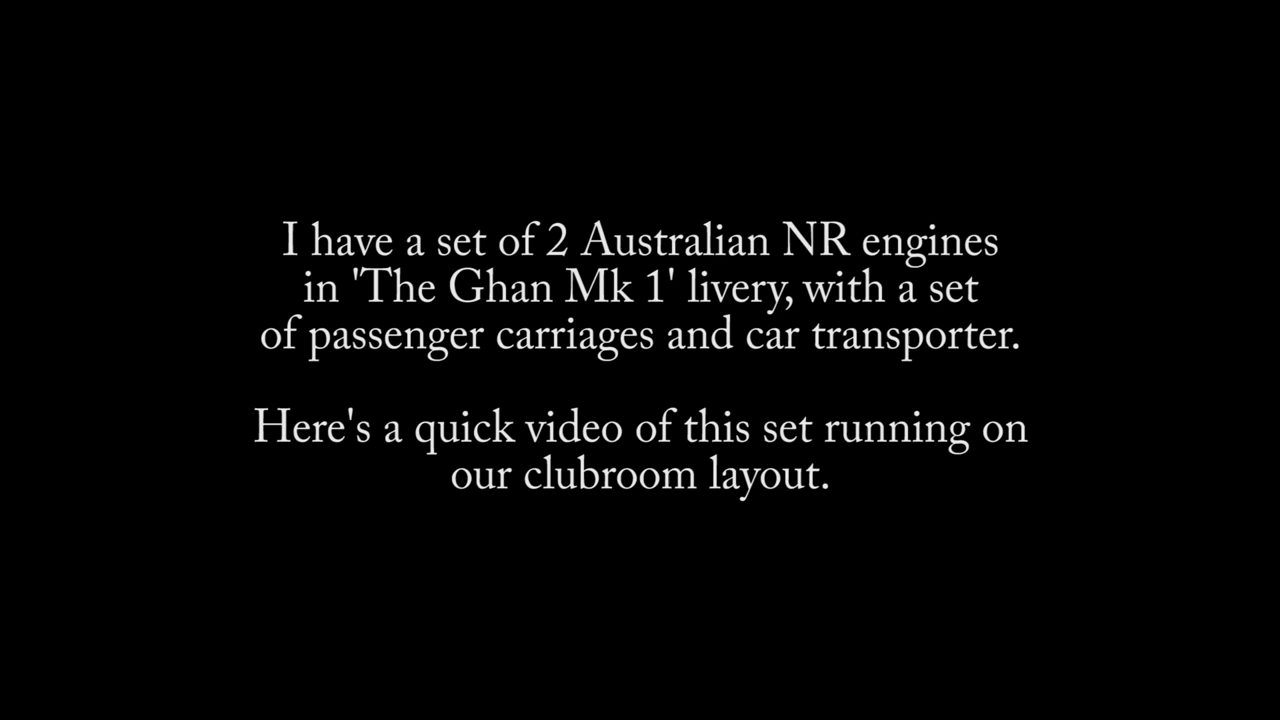 I have a set of 2 Australian NR engines
in 'The Ghan Mk 1' livery, with a set
of passenger carriages and car transporter.
Here's a quick video of this set running on
our clubroom layout.